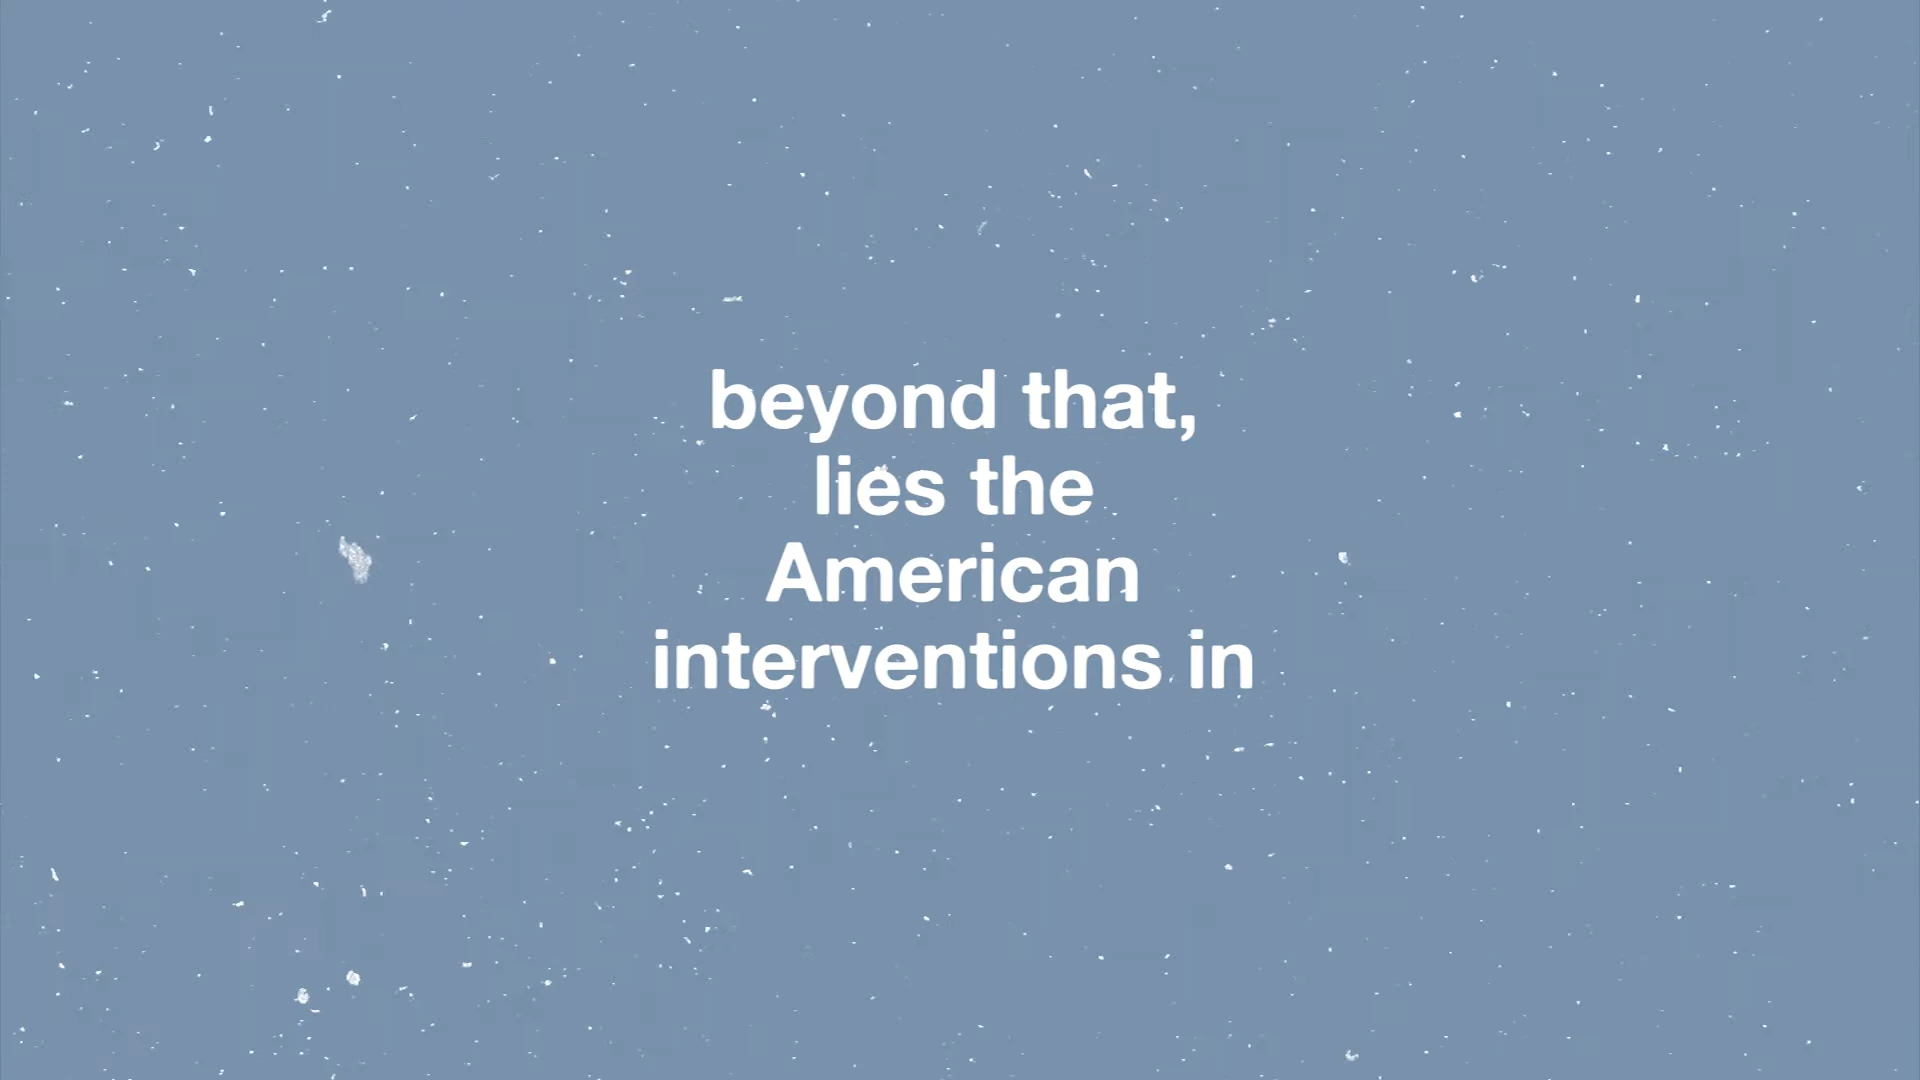 beyond that,
lies the
American
interventions in